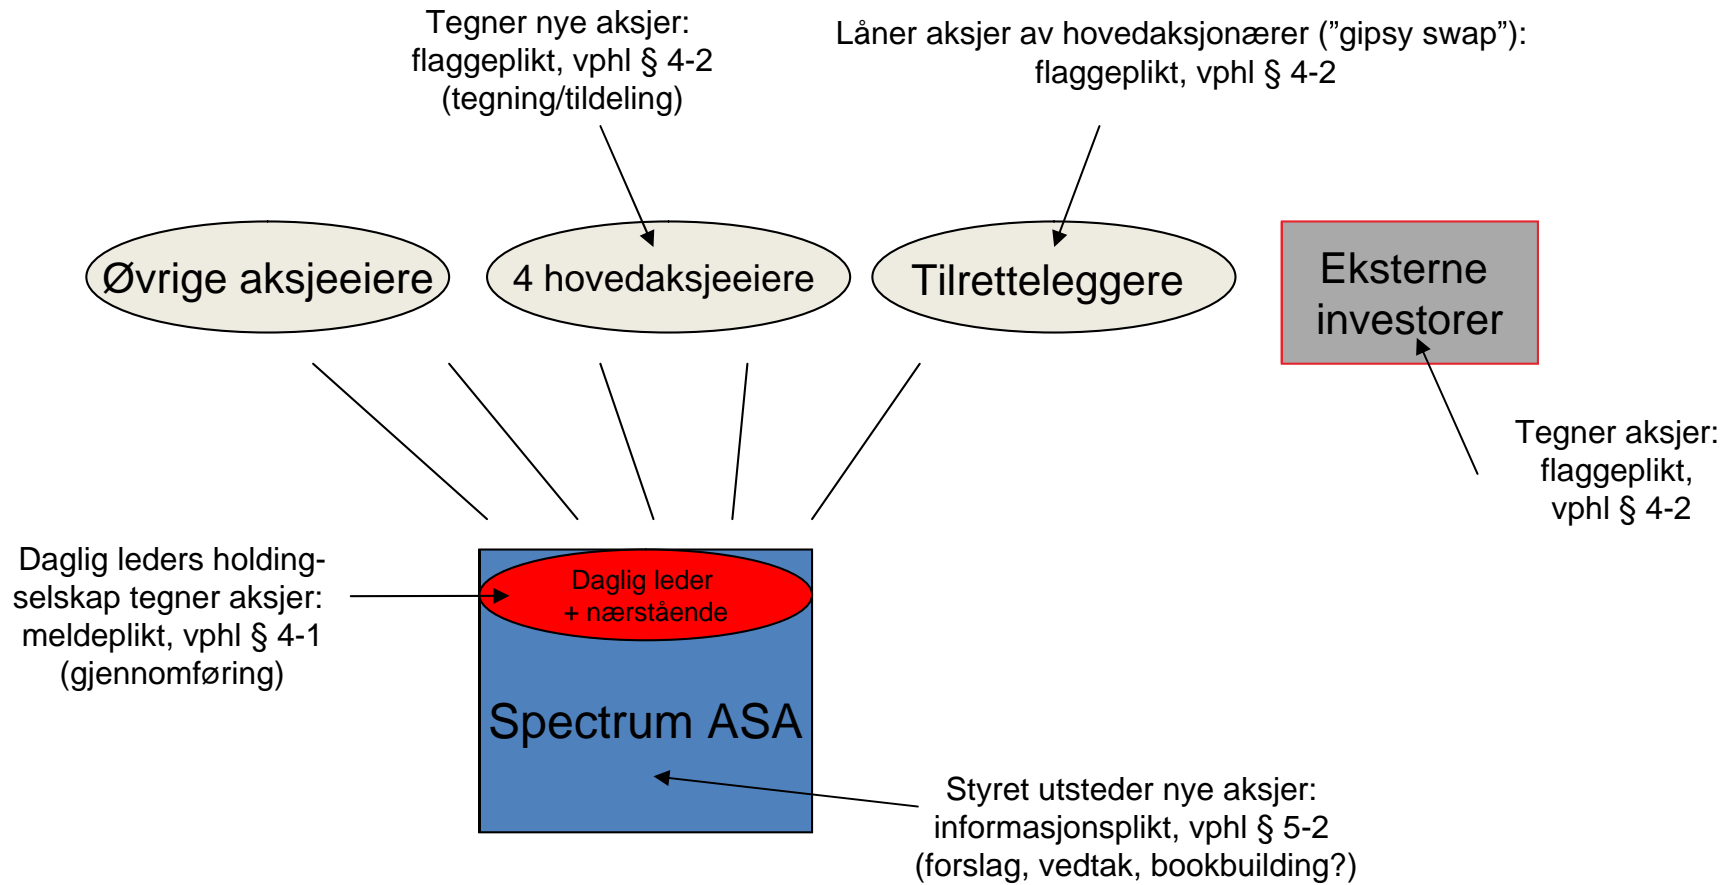 Tegner nye aksjer:
flaggeplikt, vphl § 4-2
(tegning/tildeling)
Låner aksjer av hovedaksjonærer (”gipsy swap”):
flaggeplikt, vphl § 4-2
Øvrige aksjeeiere
4 hovedaksjeeiere
Tilretteleggere
Eksterne
investorer
Tegner aksjer:
flaggeplikt,
vphl § 4-2
Daglig leders holding-
selskap tegner aksjer:
meldeplikt, vphl § 4-1
(gjennomføring)
Daglig leder
+ nærstående
Spectrum ASA
Styret utsteder nye aksjer:
informasjonsplikt, vphl § 5-2
(forslag, vedtak, bookbuilding?)